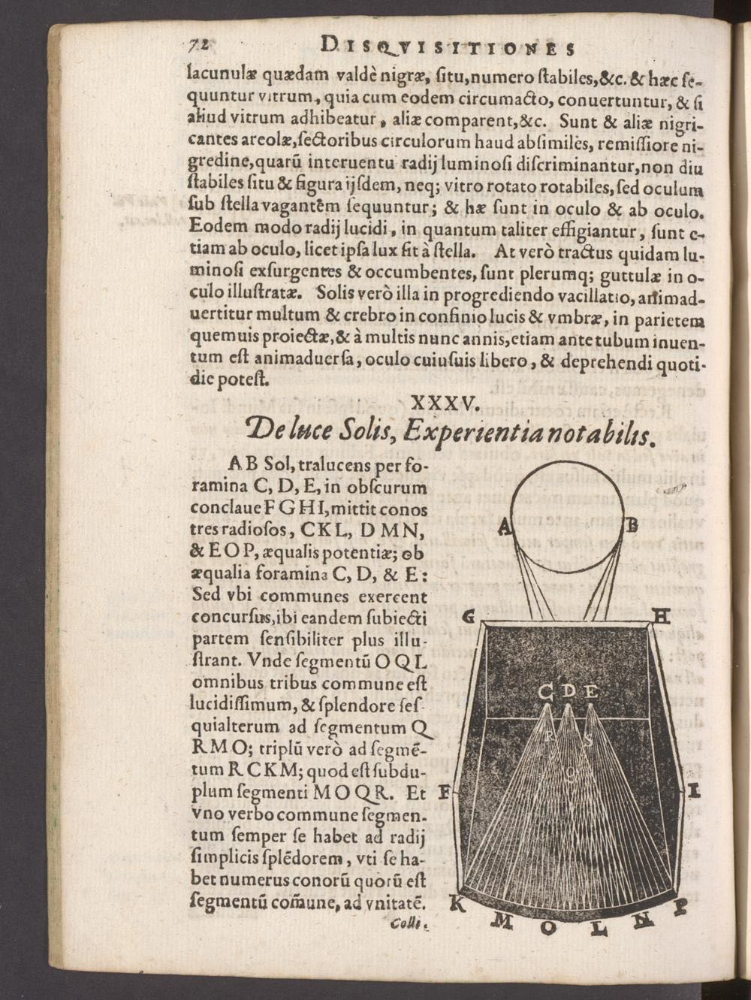 72 DISQVISITIONES
lacunulæ quædam valdè nigræ, ſitu, numero ſtabiles, &c. & hæc ſe-
quuntur vitrum, quia cum eodem circumacto, conuertuntur, & ſi
aliud vitrum adhibeatur, aliæ comparent, &c. Sunt & aliæ nigri-
cantes areolæ, ſectoribus circulorum haud abſimiles, remiſſiore ni-
gredine, quarū interuentu radij luminoſi diſcriminantur, non diu
ſtabiles ſitu & figura ijſdem, neq; vitro rotato rotabiles, ſed oculum
ſub ſtella vagantem ſequuntur; & hæ ſunt in oculo & ab oculo.
Eodem modo radij lucidi, in quantum taliter effigiantur, ſunt e-
tiam ab oculo, licet ipſa lux ſit à ſtella. At verò tractus quidam lu-
minoſi exſurgentes & occumbentes, ſunt plerumq; guttulæ in o-
culo illuſtratæ. Solis verò illa in progrediendo vacillatio, animad-
uertitur multum & crebro in confinio lucis & vmbræ, in parietem
quemuis proiectæ, & à multis nunc annis, etiam ante tubum inuen-
tum eſt animaduerſa, oculo cuiuſuis libero, & deprehendi quoti-
die poteſt.
XXXV.
De luce Solis, Experientia notabilis.
A B Sol, tralucens per fo-
ramina C, D, E, in obſcurum
conclaue F G H I, mittit conos
tres radioſos, C K L, D M N,
& E O P, æqualis potentiæ; ob
æqualia foramina C, D, & E:
Sed vbi communes exercent
concurſus, ibi eandem ſubiecti
partem ſenſibiliter plus illu-
ſtrant. Vnde ſegmentū O Q L
omnibus tribus commune eſt
lucidiſſimum, & ſplendore ſeſ-
quialterum ad ſegmentum Q
R M O; triplū verò ad ſegmē-
tum R C K M; quod eſt ſubdu-
plum ſegmenti M O Q R. Et
vno verbo commune ſegmen-
tum ſemper ſe habet ad radij
ſimplicis ſplēdorem, vti ſe ha-
bet numerus conorū quorū eſt
ſegmentū com̄une, ad vnitatē.
Colli-
A B
G H
C D E
R S
Q
F I
K M O L N P